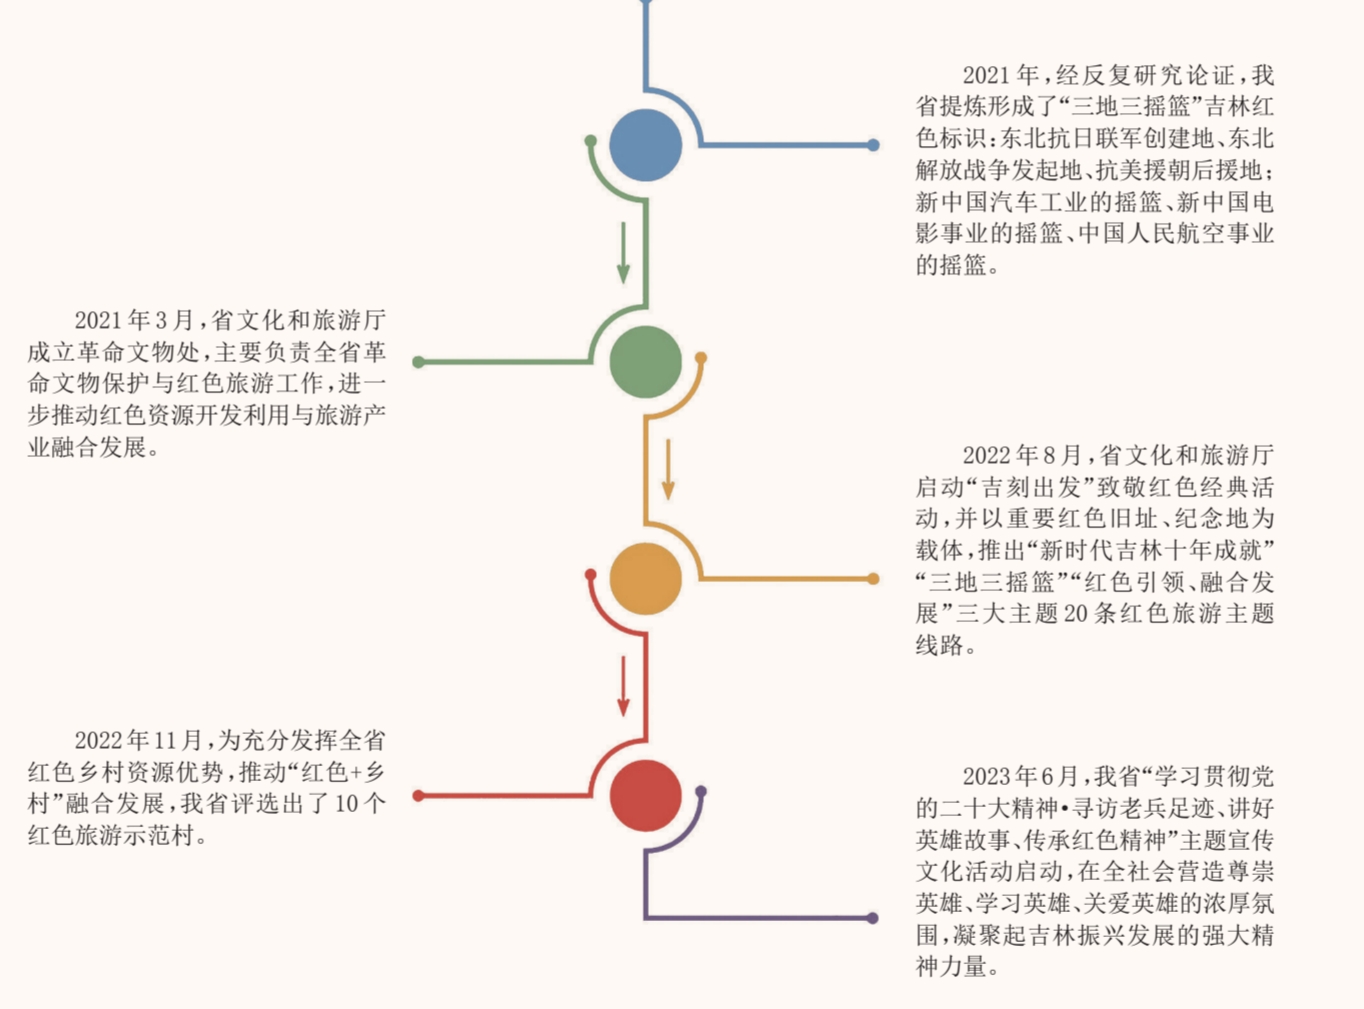 2021年，经反复研究论证，我
省提炼形成了“三地三摇篮”吉林红
色标识：东北抗日联军创建地、东北
解放战争发起地、抗美援朝后援地；
新中国汽车工业的摇篮、新中国电
影事业的摇篮、中国人民航空事业
的摇篮。
2021年3月，省文化和旅游厅
成立革命文物处，主要负责全省革
命文物保护与红色旅游工作，进一
步推动红色资源开发利用与旅游产
业融合发展。
2022年8月，省文化和旅游厅
启动“吉刻出发”致敬红色经典活
动，并以重要红色旧址、纪念地为
载体，推出“新时代吉林十年成就”
“三地三摇篮”“红色引领、融合发
展”三大主题20条红色旅游主题
线路。
2022年11月，为充分发挥全省
红色乡村资源优势，推动“红色+乡
村”融合发展，我省评选出了10个
红色旅游示范村。
2023年6月，我省“学习贯彻党
的二十大精神•寻访老兵足迹、讲好
英雄故事、传承红色精神”主题宣传
文化活动启动，在全社会营造尊崇
英雄、学习英雄、关爱英雄的浓厚氛
围，凝聚起吉林振兴发展的强大精
神力量。